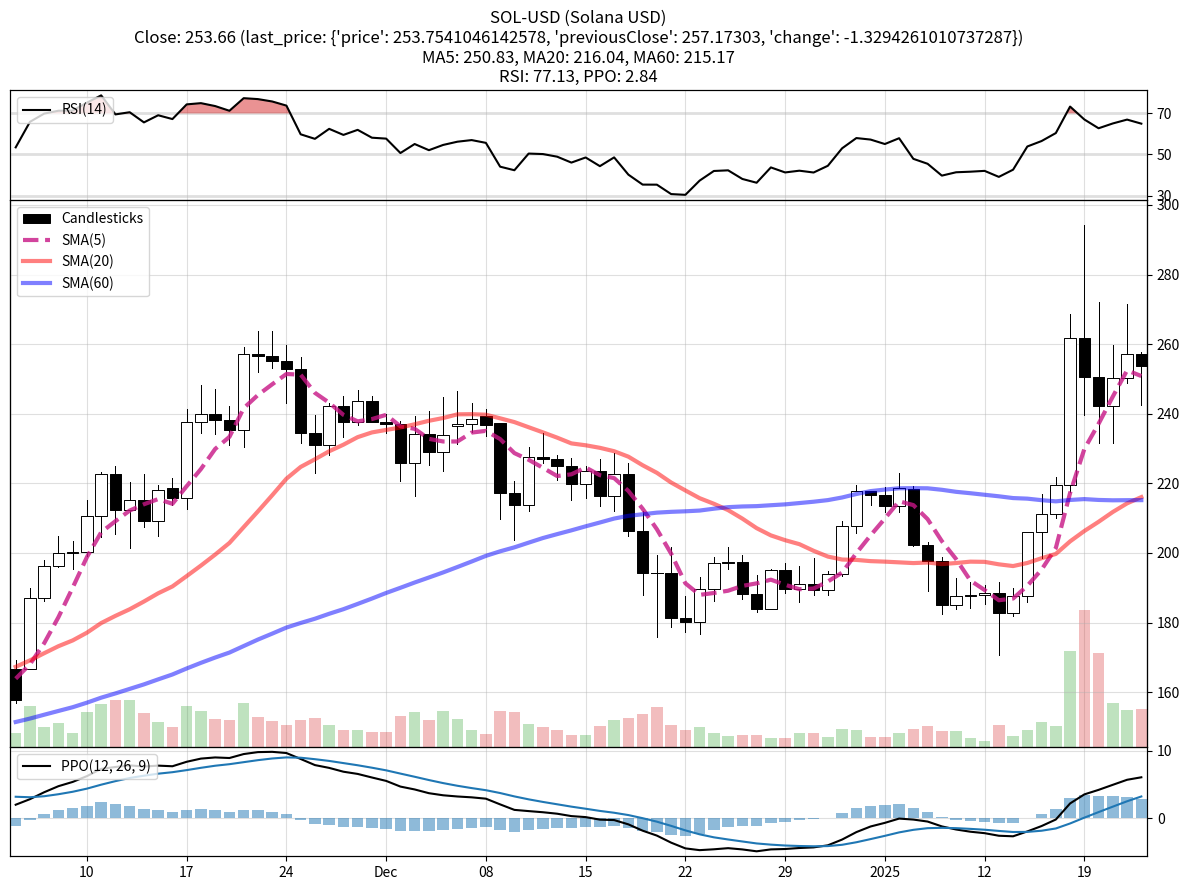 SOL-USD (Solana USD)
Close: 253.66 (last_price: {'price': 253.7541046142578, 'previousClose': 257.17303, 'change': -1.3294261010737287})
MA5: 250.83, MA20: 216.04, MA60: 215.17
RSI: 77.13, PPO: 2.84
RSI(14)
70
50
30
Candlesticks
SMA(5)
SMA(20)
SMA(60)
300
280
260
240
220
200
180
160
PPO(12, 26, 9)
10
0
10 17 24 Dec 08 15 22 29 2025 12 19